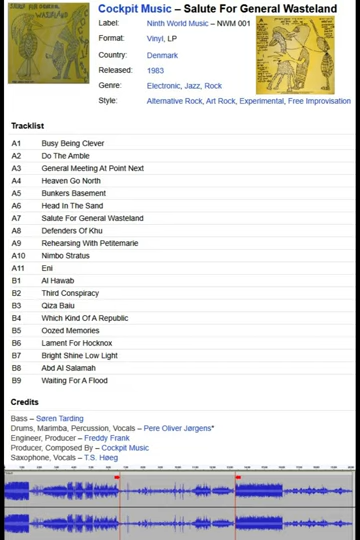 SALUTE FOR GENERAL
WASTELAND
Cockpit Music – Salute For General Wasteland
Label: Ninth World Music – NWM 001
Format: Vinyl, LP
Country: Denmark
Released: 1983
Genre: Electronic, Jazz, Rock
Style: Alternative Rock, Art Rock, Experimental, Free Improvisation
Tracklist
A1 Busy Being Clever
A2 Do The Amble
A3 General Meeting At Point Next
A4 Heaven Go North
A5 Bunkers Basement
A6 Head In The Sand
A7 Salute For General Wasteland
A8 Defenders Of Khu
A9 Rehearsing With Petitemarie
A10 Nimbo Stratus
A11 Eni
B1 Al Hawab
B2 Third Conspiracy
B3 Qiza Baiu
B4 Which Kind Of A Republic
B5 Oozed Memories
B6 Lament For Hocknox
B7 Bright Shine Low Light
B8 Abd Al Salamah
B9 Waiting For A Flood
Credits
Bass – Søren Tarding
Drums, Marimba, Percussion, Vocals – Pere Oliver Jørgens*
Engineer, Producer – Freddy Frank
Producer, Composed By – Cockpit Music
Saxophone, Vocals – T.S. Høeg